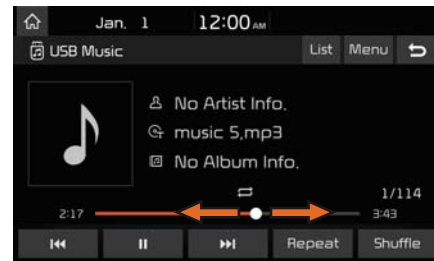 Jan. 1 12:00 AM
USB Music List Menu
No Artist Info.
music 5,mp3
No Album Info.
1/114
2:17 3:43
Repeat Shuffle